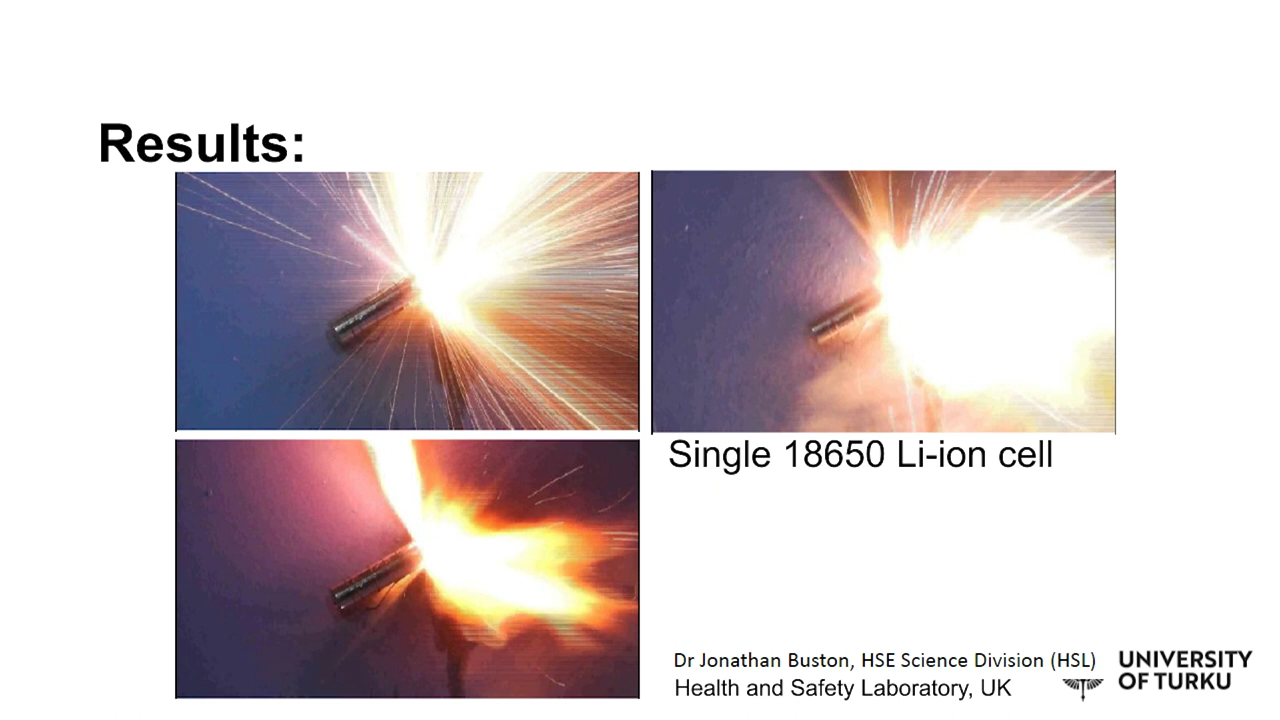 Results:
Single 18650 Li-ion cell
Dr Jonathan Buston, HSE Science Division (HSL)
Health and Safety Laboratory, UK
UNIVERSITY
OF TURKU